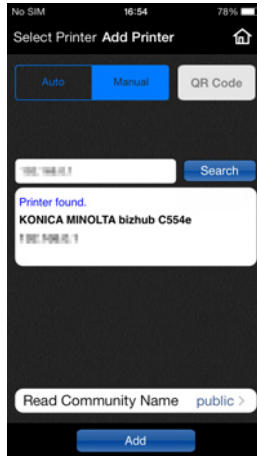 No SIM 16:54 78%
Select Printer Add Printer
Auto Manual QR Code
Search
Printer found.
KONICA MINOLTA bizhub C554e
Read Community Name public >
Add